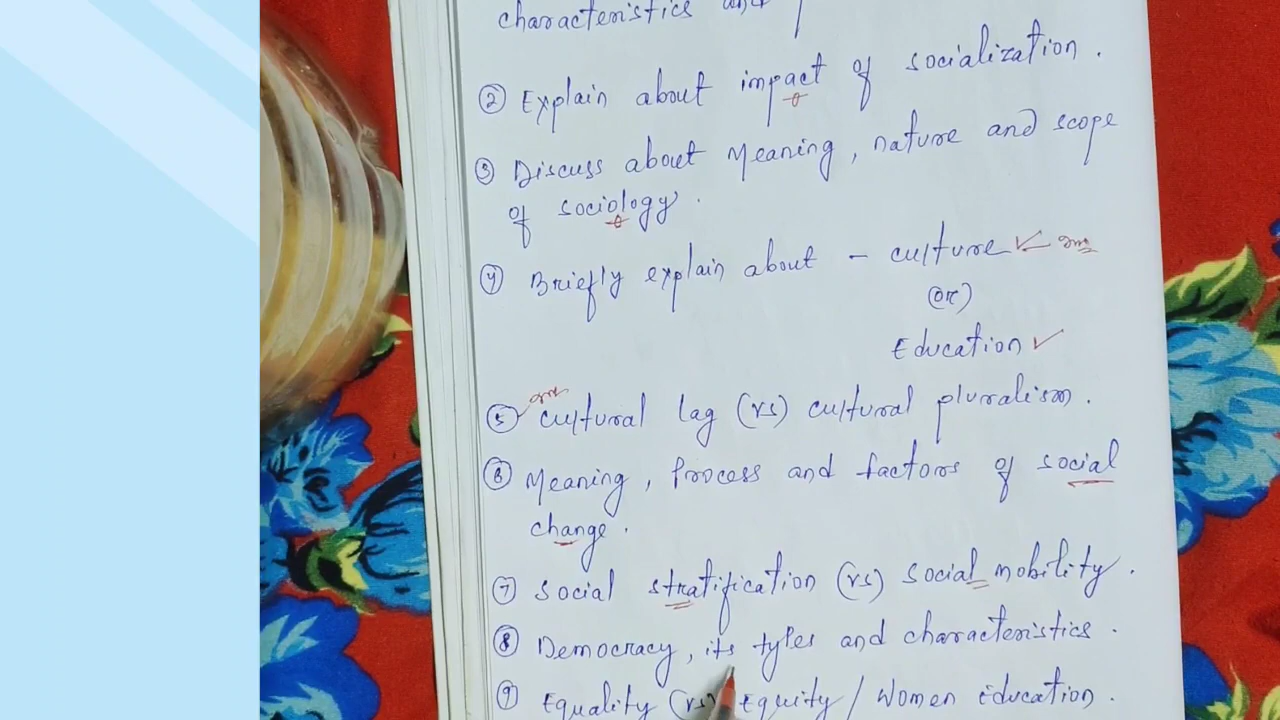 characteristics and
② Explain about impact of socialization.
③ Discuss about Meaning, nature and scope
of sociology.
④ Briefly explain about - culture
(or)
Education
⑤ cultural lag (vs) cultural pluralism.
⑥ Meaning, Process and factors of social
change.
⑦ Social stratification (vs) Social mobility.
⑧ Democracy, its types and characteristics.
⑨ Equality (vs) Equity / Women Education.